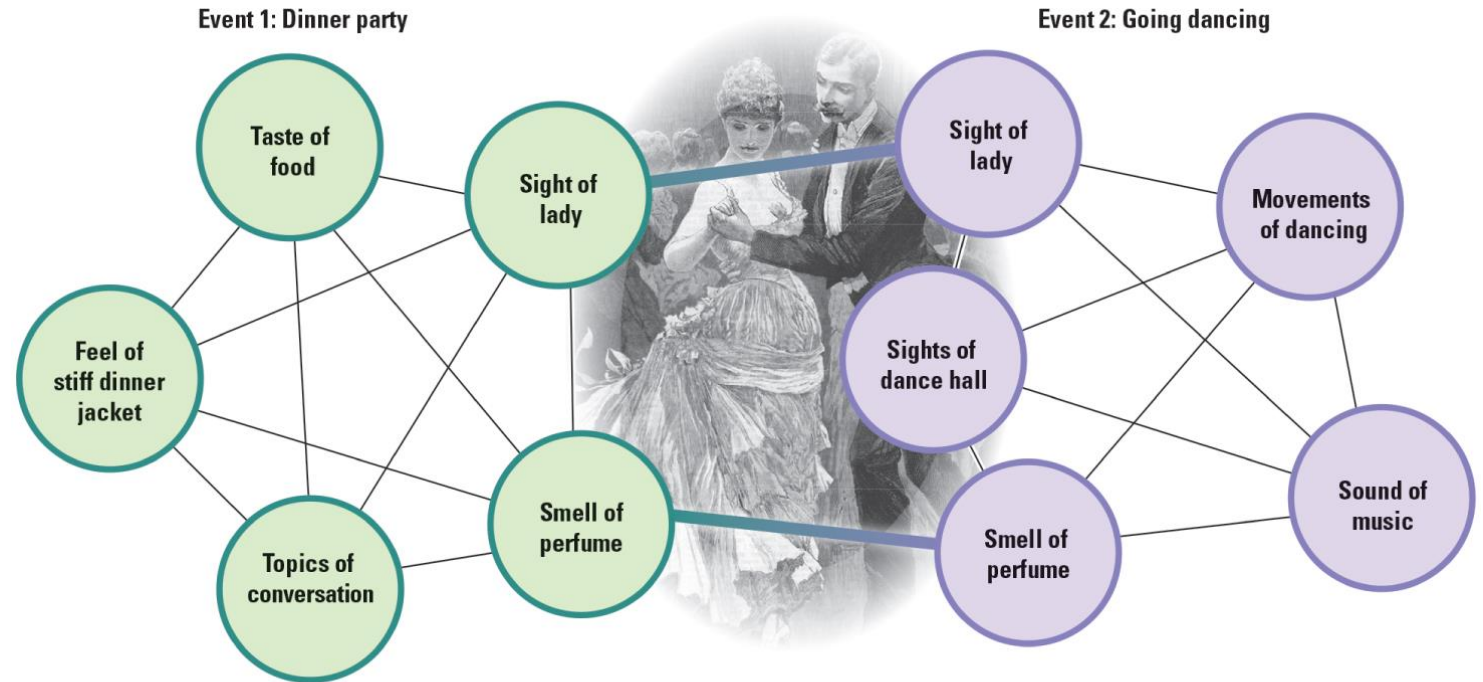 Event 1: Dinner party
Taste of
food
Sight of
lady
Feel of
stiff dinner
jacket
Topics of
conversation
Smell of
perfume
Event 2: Going dancing
Sight of
lady
Movements
of dancing
Sights of
dance hall
Smell of
perfume
Sound of
music